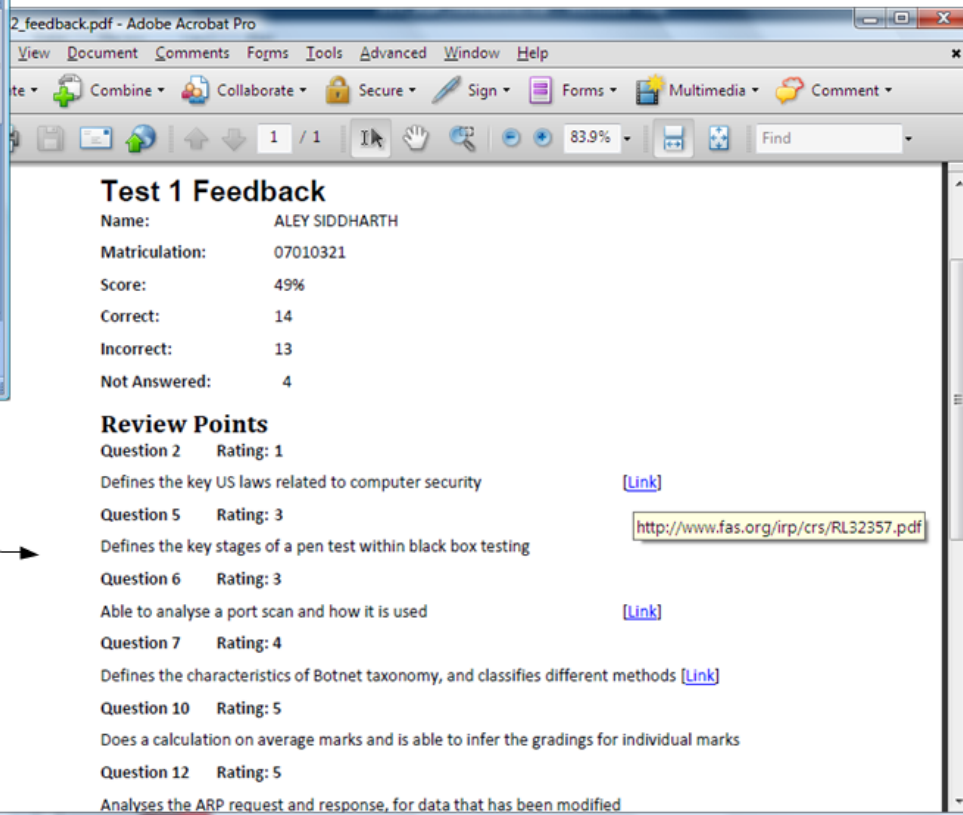 2_feedback.pdf - Adobe Acrobat Pro
View Document Comments Forms Tools Advanced Window Help
Combine Collaborate Secure Sign Forms Multimedia Comment
1 / 1 83.9% Find
Test 1 Feedback
Name: ALEY SIDDHARTH
Matriculation: 07010321
Score: 49%
Correct: 14
Incorrect: 13
Not Answered: 4
Review Points
Question 2 Rating: 1
Defines the key US laws related to computer security [Link]
Question 5 Rating: 3
http://www.fas.org/irp/crs/RL32357.pdf
Defines the key stages of a pen test within black box testing
Question 6 Rating: 3
Able to analyse a port scan and how it is used [Link]
Question 7 Rating: 4
Defines the characteristics of Botnet taxonomy, and classifies different methods [Link]
Question 10 Rating: 5
Does a calculation on average marks and is able to infer the gradings for individual marks
Question 12 Rating: 5
Analyses the ARP request and response, for data that has been modified